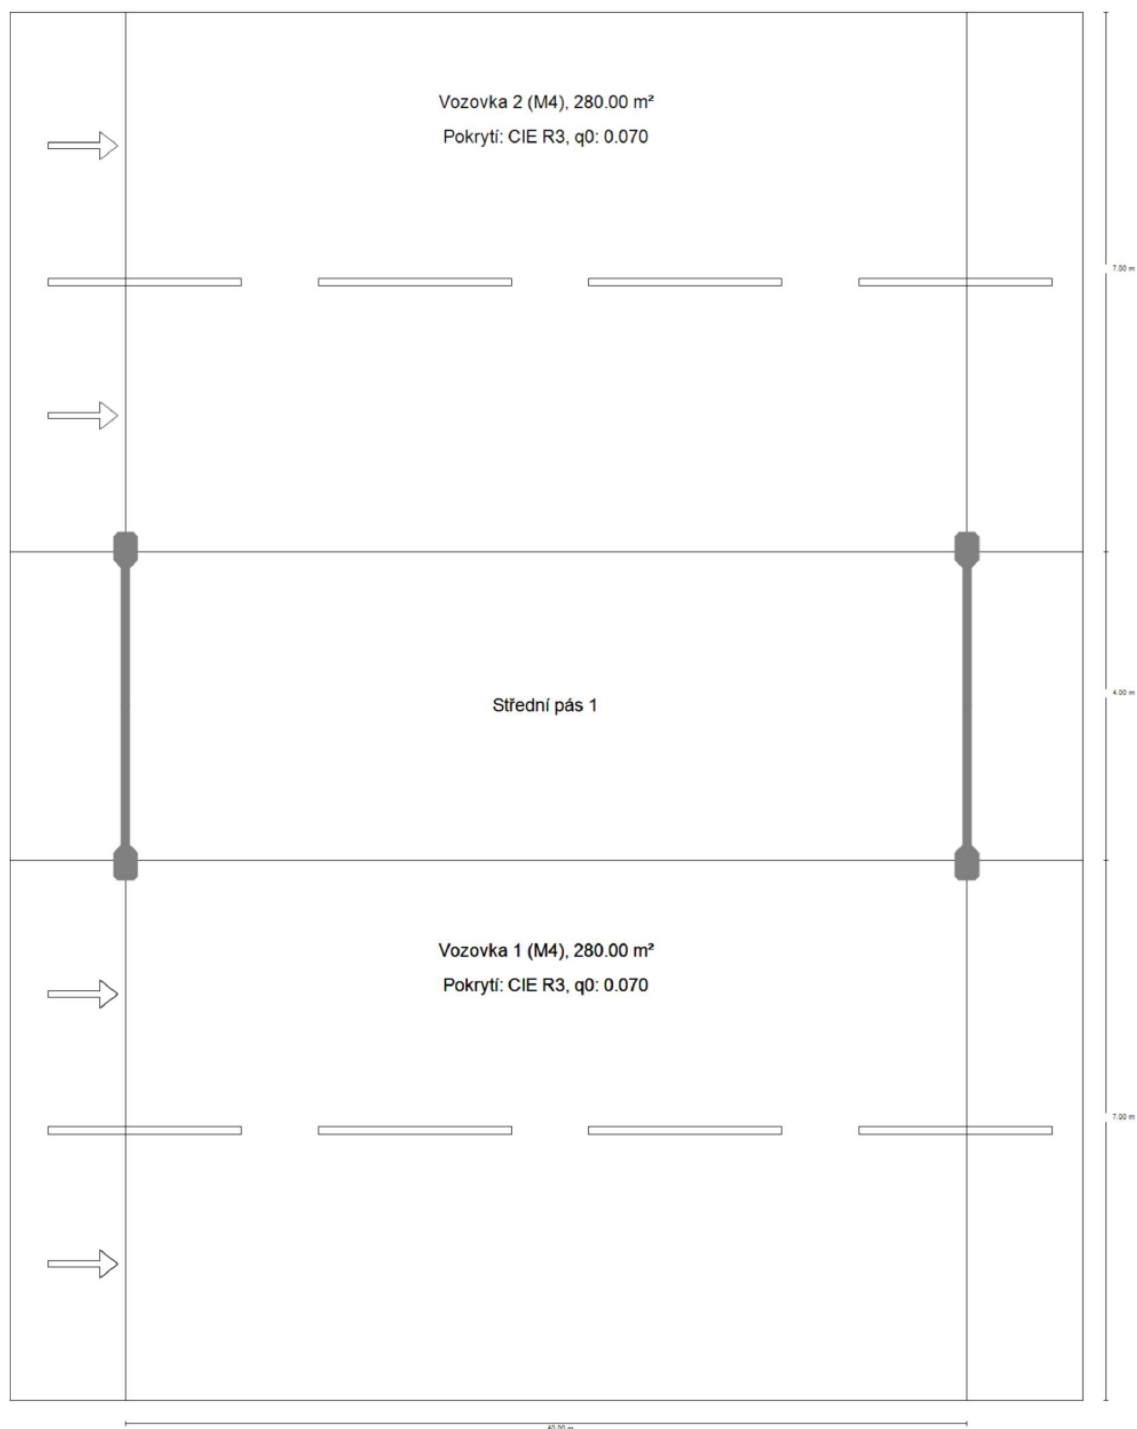 Vozovka 2 (M4), 280.00 m²
Pokrytí: CIE R3, q0: 0.070
7.00 m
Střední pás 1
4.00 m
Vozovka 1 (M4), 280.00 m²
Pokrytí: CIE R3, q0: 0.070
7.00 m
40.00 m